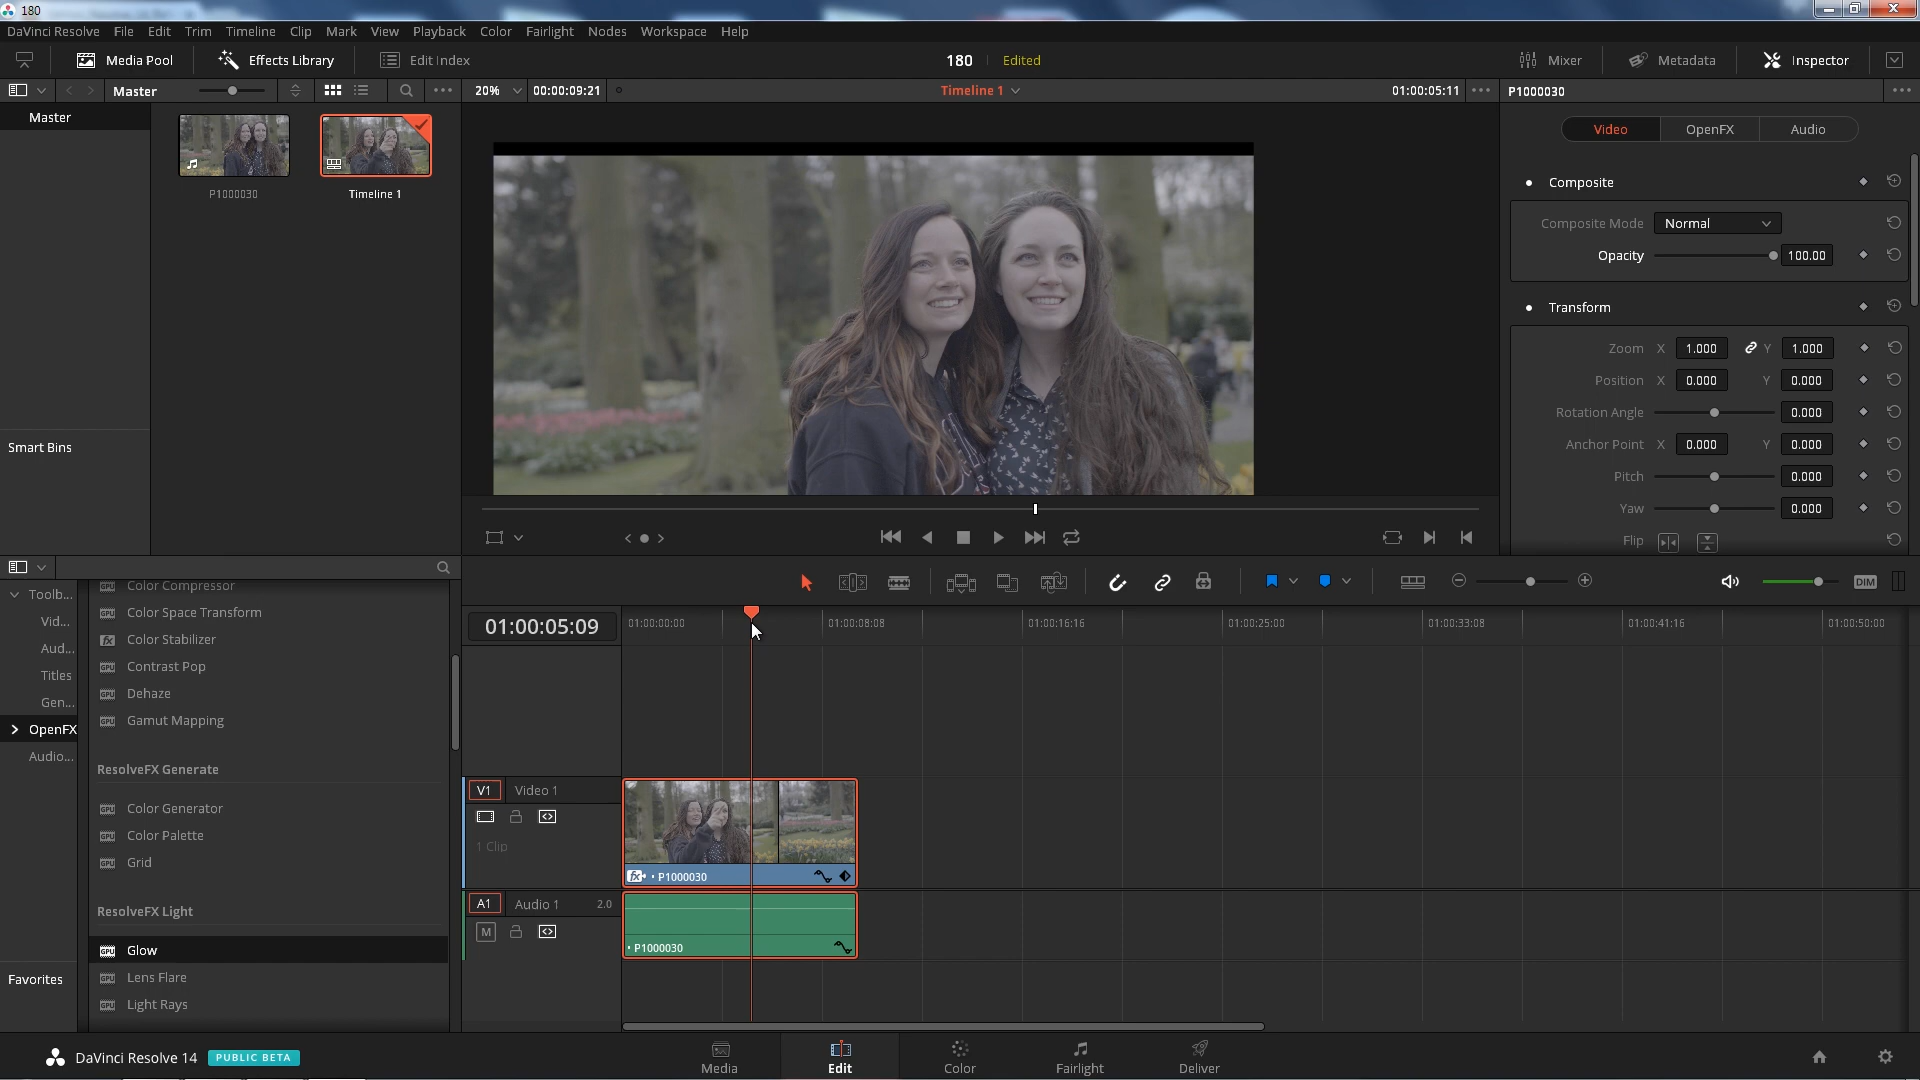 180
DaVinci Resolve File Edit Trim Timeline Clip Mark View Playback Color Fairlight Nodes Workspace Help
Media Pool Effects Library Edit Index 180 Edited Mixer Metadata Inspector
Master 20% 00:00:09:21 Timeline 1 01:00:05:11 P1000030
Master
Video OpenFX Audio
P1000030 Timeline 1
Composite
Composite Mode Normal
Opacity 100.00
Transform
Zoom X 1.000 Y 1.000
Position X 0.000 Y 0.000
Rotation Angle 0.000
Anchor Point X 0.000 Y 0.000
Pitch 0.000
Yaw 0.000
Flip
Smart Bins
DIM
Toolb...
Vid...
Aud...
Titles
Gen...
OpenFX
Audio...
Favorites
Color Compressor
Color Space Transform
Color Stabilizer
Contrast Pop
Dehaze
Gamut Mapping
ResolveFX Generate
Color Generator
Color Palette
Grid
ResolveFX Light
Glow
Lens Flare
Light Rays
01:00:05:09 01:00:00:00 01:00:08:08 01:00:16:16 01:00:25:00 01:00:33:08 01:00:41:16 01:00:50:00
V1 Video 1
1 Clip
fx P1000030
A1 Audio 1 2.0
M
P1000030
DaVinci Resolve 14 PUBLIC BETA
Media Edit Color Fairlight Deliver